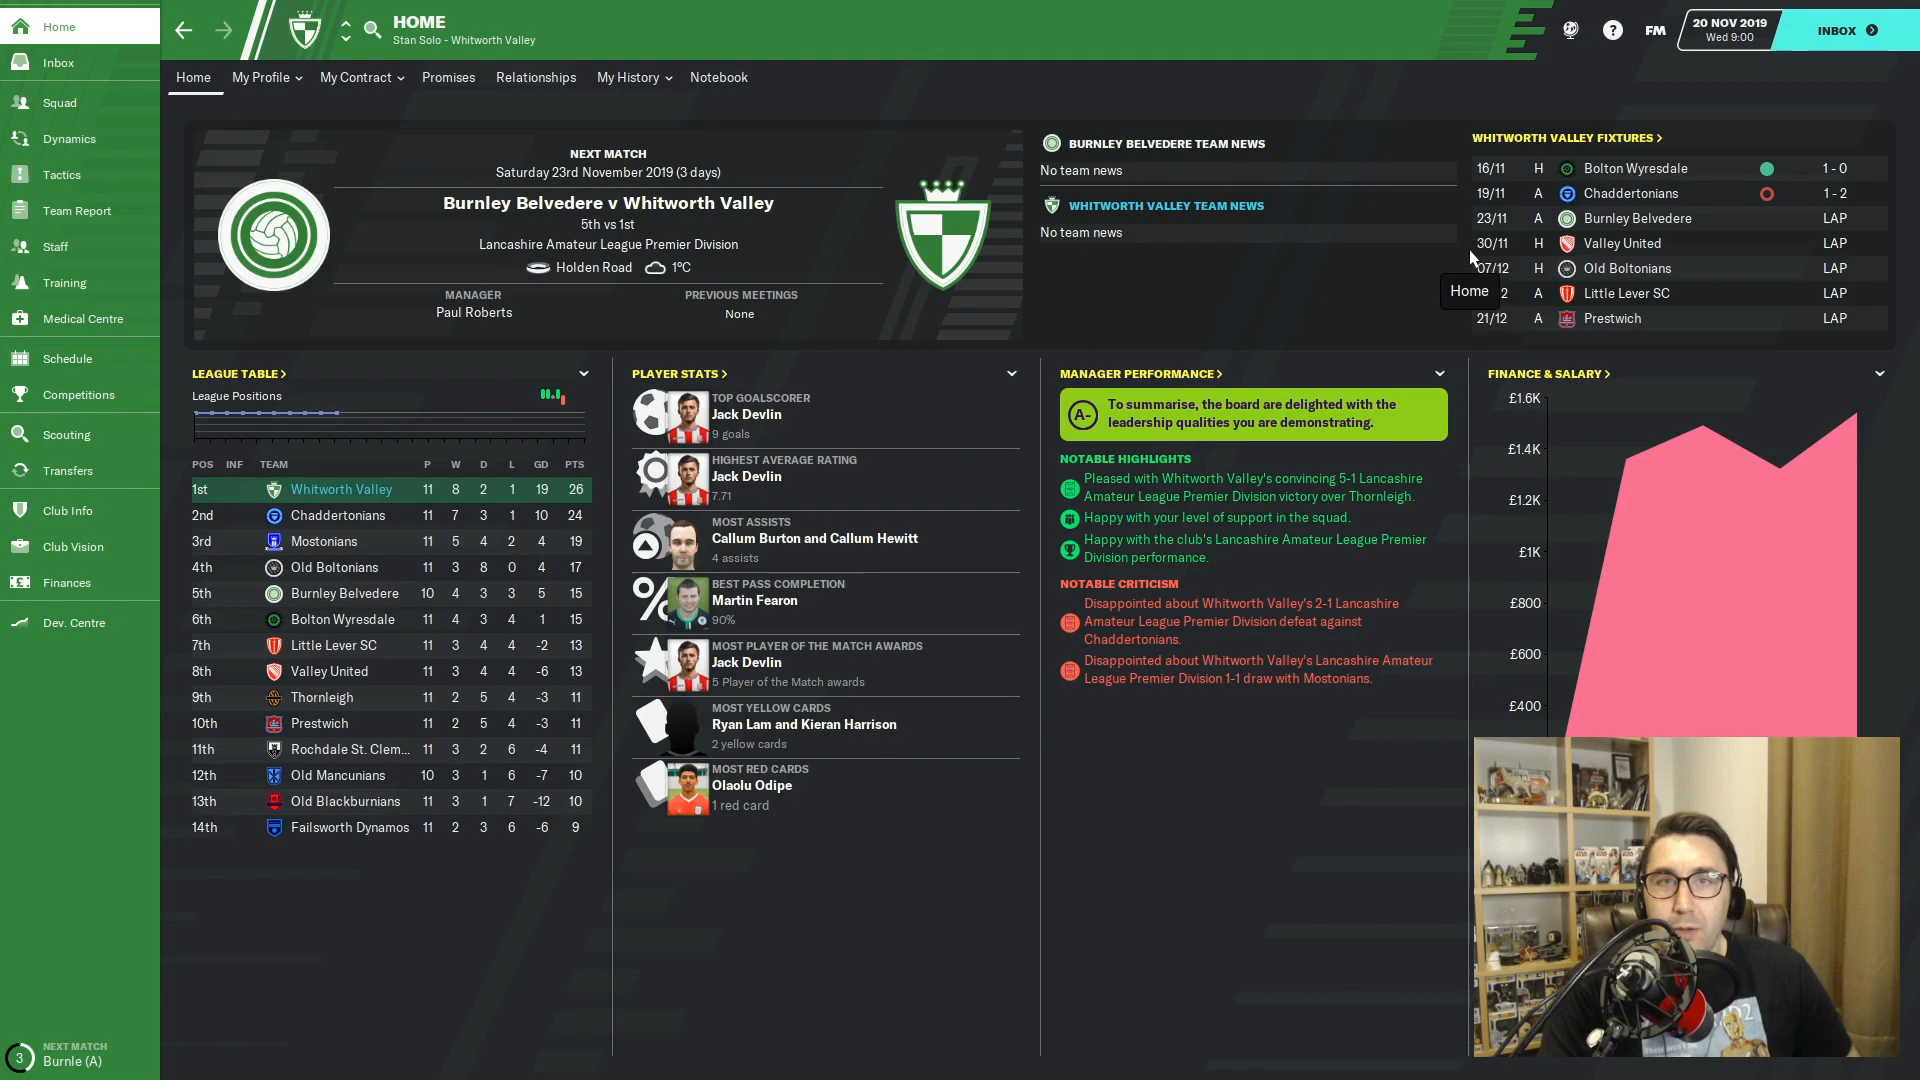 Home
Inbox
Squad
Dynamics
Tactics
Team Report
Staff
Training
Medical Centre
Schedule
Competitions
Scouting
Transfers
Club Info
Club Vision
Finances
Dev. Centre
3
NEXT MATCH
Burnle (A)
HOME
Stan Solo - Whitworth Valley
?
FM
20 NOV 2019
Wed 9:00
INBOX
Home My Profile My Contract Promises Relationships My History Notebook
NEXT MATCH
Saturday 23rd November 2019 (3 days)
Burnley Belvedere v Whitworth Valley
5th vs 1st
Lancashire Amateur League Premier Division
Holden Road 1ºC
MANAGER
Paul Roberts
PREVIOUS MEETINGS
None
BURNLEY BELVEDERE TEAM NEWS
No team news
WHITWORTH VALLEY TEAM NEWS
No team news
WHITWORTH VALLEY FIXTURES >
16/11 H Bolton Wyresdale 1 - 0
19/11 A Chaddertonians 1 - 2
23/11 A Burnley Belvedere LAP
30/11 H Valley United LAP
07/12 H Old Boltonians LAP
2 A Little Lever SC LAP
21/12 A Prestwich LAP
Home
LEAGUE TABLE >
League Positions
POS INF TEAM P W D L GD PTS
1st Whitworth Valley 11 8 2 1 19 26
2nd Chaddertonians 11 7 3 1 10 24
3rd Mostonians 11 5 4 2 4 19
4th Old Boltonians 11 3 8 0 4 17
5th Burnley Belvedere 10 4 3 3 5 15
6th Bolton Wyresdale 11 4 3 4 1 15
7th Little Lever SC 11 3 4 4 -2 13
8th Valley United 11 3 4 4 -6 13
9th Thornleigh 11 2 5 4 -3 11
10th Prestwich 11 2 5 4 -3 11
11th Rochdale St. Clem... 11 3 2 6 -4 11
12th Old Mancunians 10 3 1 6 -7 10
13th Old Blackburnians 11 3 1 7 -12 10
14th Failsworth Dynamos 11 2 3 6 -6 9
PLAYER STATS >
TOP GOALSCORER
Jack Devlin
9 goals
HIGHEST AVERAGE RATING
Jack Devlin
7.71
MOST ASSISTS
Callum Burton and Callum Hewitt
4 assists
BEST PASS COMPLETION
Martin Fearon
90%
MOST PLAYER OF THE MATCH AWARDS
Jack Devlin
5 Player of the Match awards
MOST YELLOW CARDS
Ryan Lam and Kieran Harrison
2 yellow cards
MOST RED CARDS
Olaolu Odipe
1 red card
MANAGER PERFORMANCE >
A-
To summarise, the board are delighted with the
leadership qualities you are demonstrating.
NOTABLE HIGHLIGHTS
Pleased with Whitworth Valley's convincing 5-1 Lancashire
Amateur League Premier Division victory over Thornleigh.
Happy with your level of support in the squad.
Happy with the club's Lancashire Amateur League Premier
Division performance.
NOTABLE CRITICISM
Disappointed about Whitworth Valley's 2-1 Lancashire
Amateur League Premier Division defeat against
Chaddertonians.
Disappointed about Whitworth Valley's Lancashire Amateur
League Premier Division 1-1 draw with Mostonians.
FINANCE & SALARY >
£1.6K
£1.4K
£1.2K
£1K
£800
£600
£400